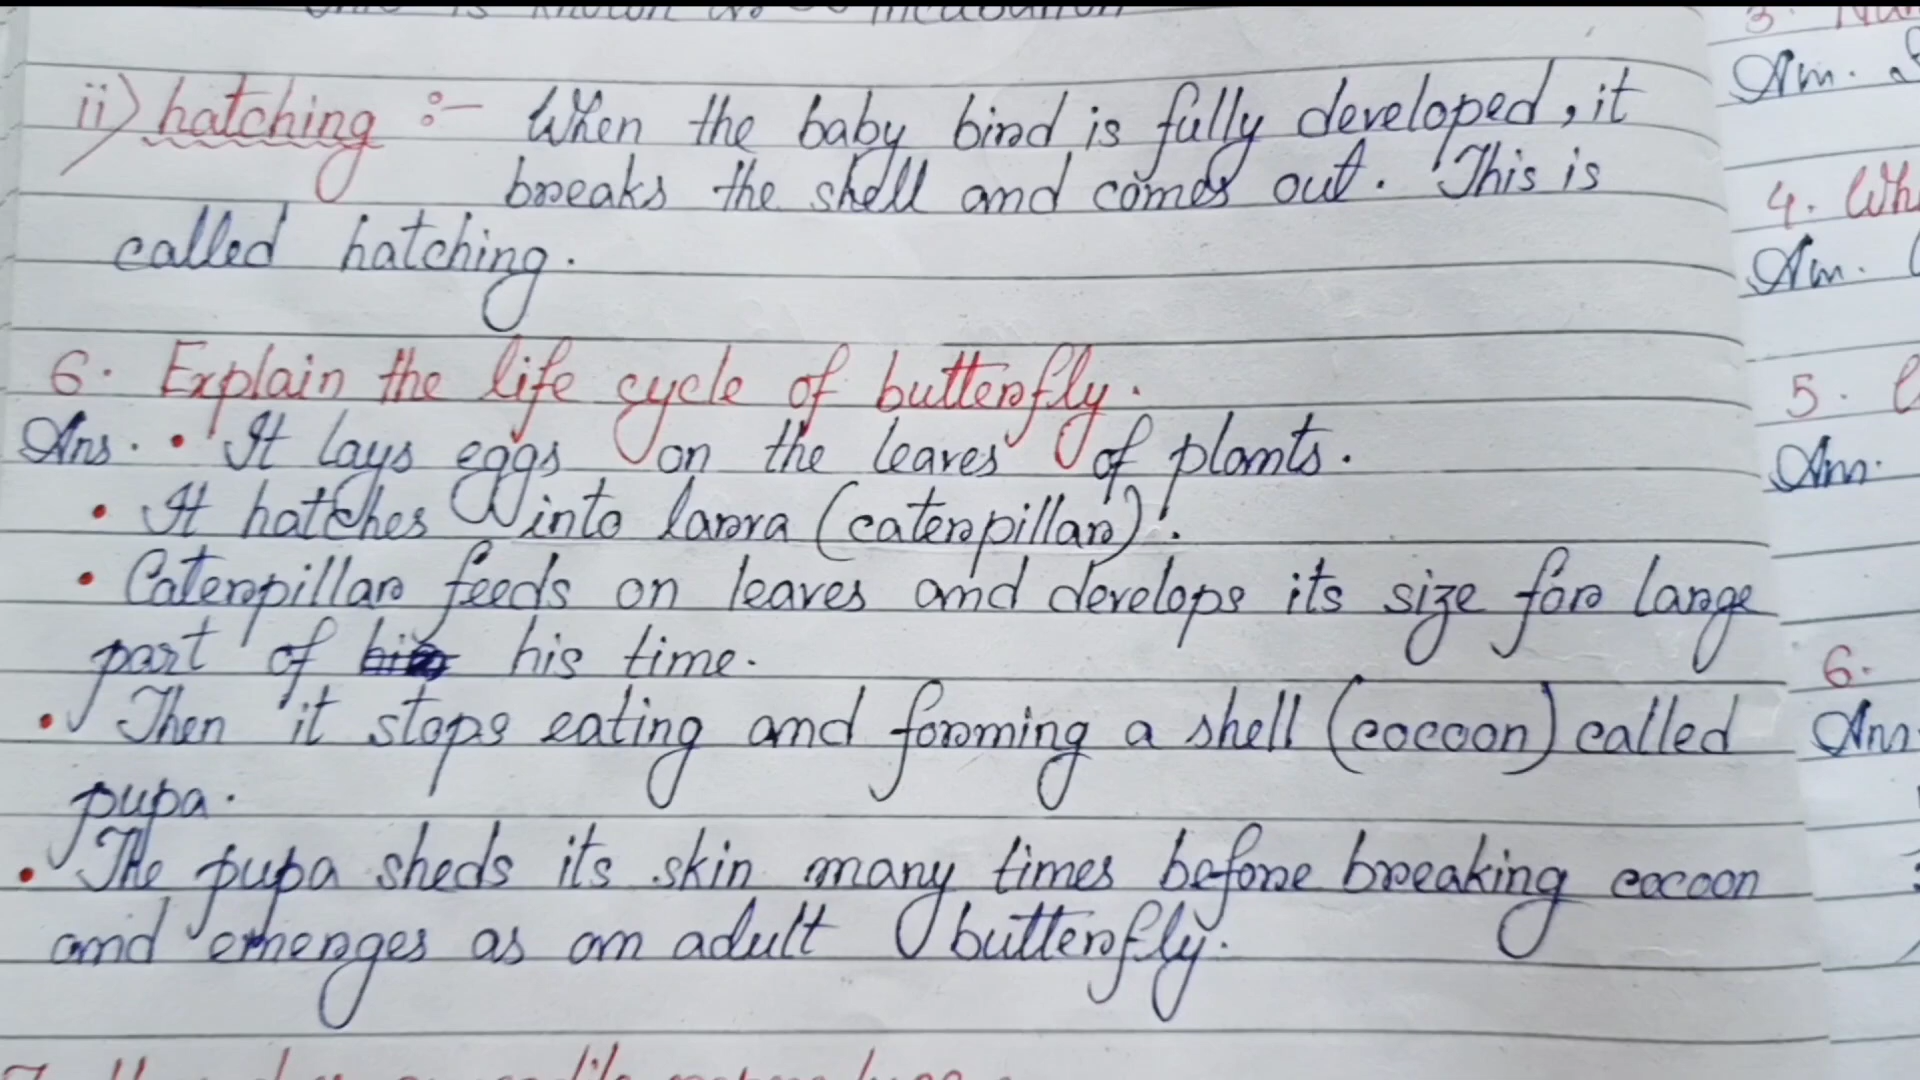 ii) hatching :- When the baby bird is fully developed, it
breaks the shell and comes out. This is
called hatching.
6. Explain the life cycle of butterfly.
Ans. • It lays eggs on the leaves of plants.
• It hatches into larva (caterpillar).
• Caterpillar feeds on leaves and develops its size for large
part of his time.
• Then it stops eating and forming a shell (cocoon) called
pupa.
• The pupa sheds its skin many times before breaking cocoon
and emerges as an adult butterfly.
Ans.
4. Wh
Ans.
5.
Ans.
6.
Ans